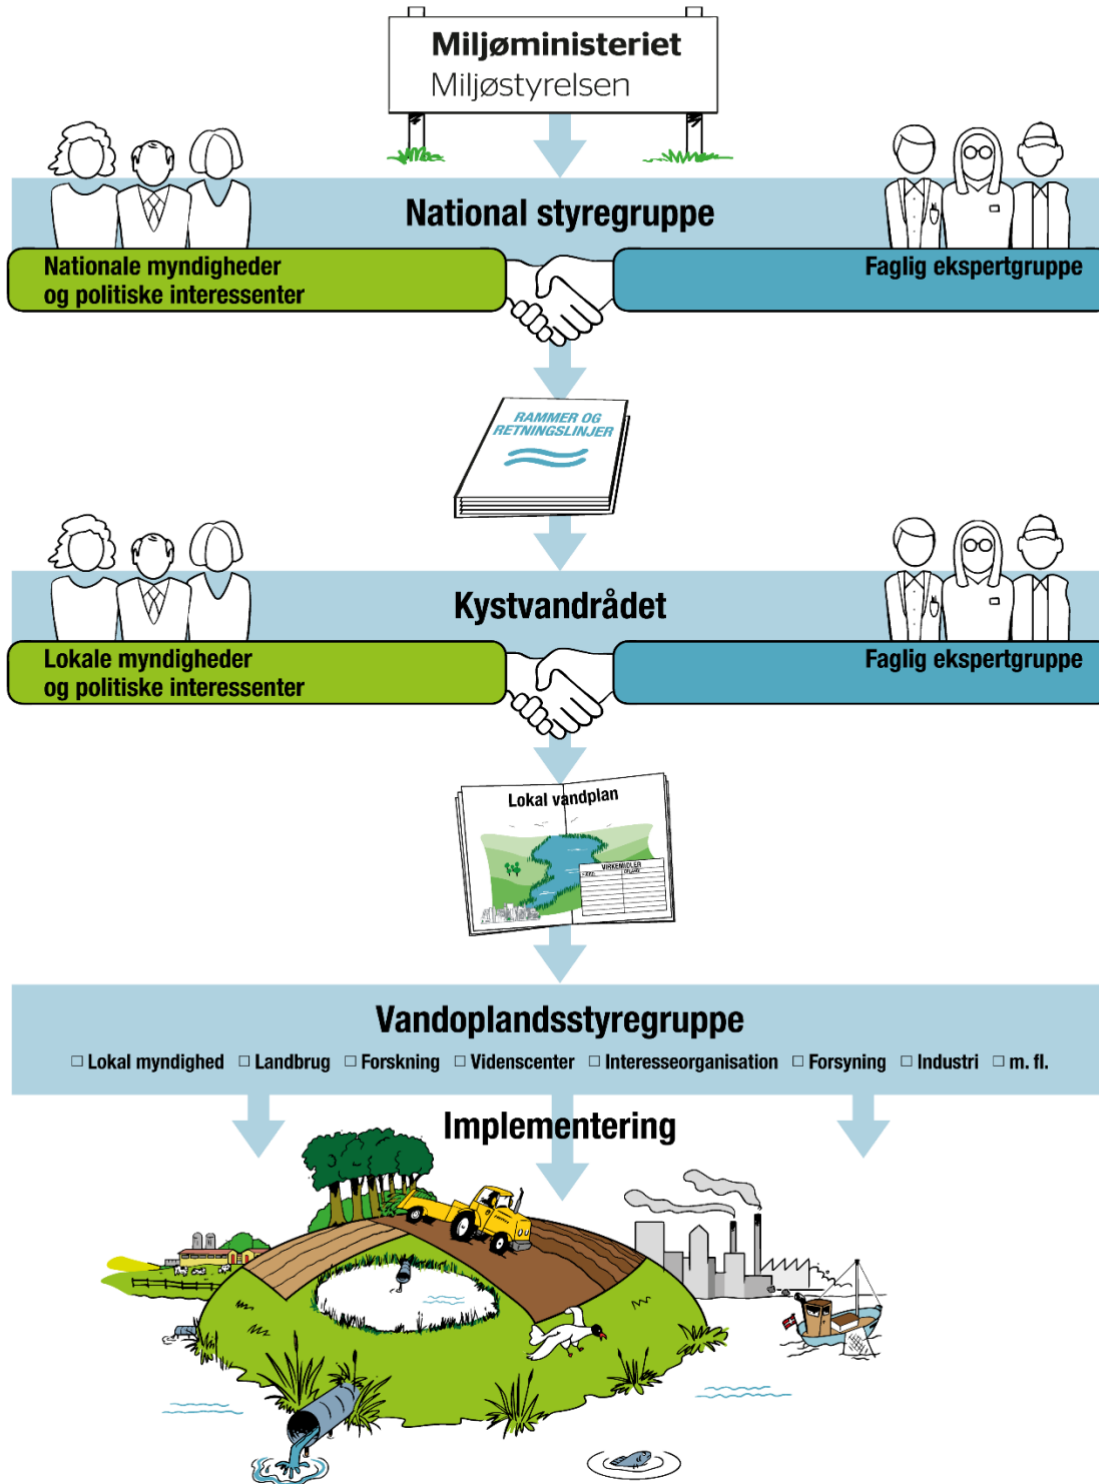 Miljøministeriet
Miljøstyrelsen
National styregruppe
Nationale myndigheder
og politiske interessenter
Faglig ekspertgruppe
RAMMER OG
RETNINGSLINJER
Kystvandrådet
Lokale myndigheder
og politiske interessenter
Faglig ekspertgruppe
Lokal vandplan
VIRKEMIDLER
Vandoplandsstyregruppe
□ Lokal myndighed □ Landbrug □ Forskning □ Videnscenter □ Interesseorganisation □ Forsyning □ Industri □ m. fl.
Implementering